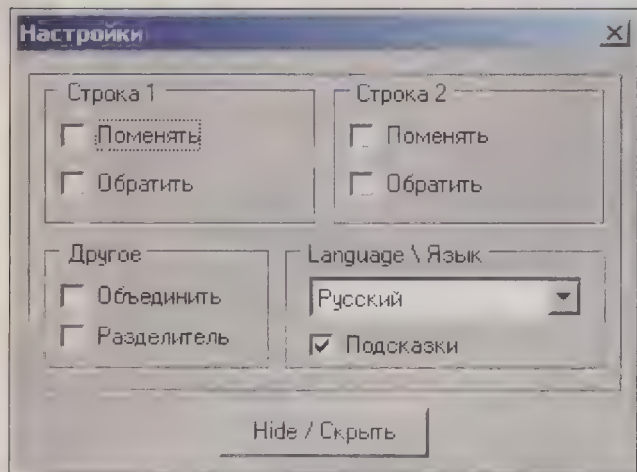 Настройки
Строка 1
Поменять
Обратить
Строка 2
Поменять
Обратить
Другое
Объединить
Разделитель
Language \ Язык
Русский
Подсказки
Hide / Скрыть